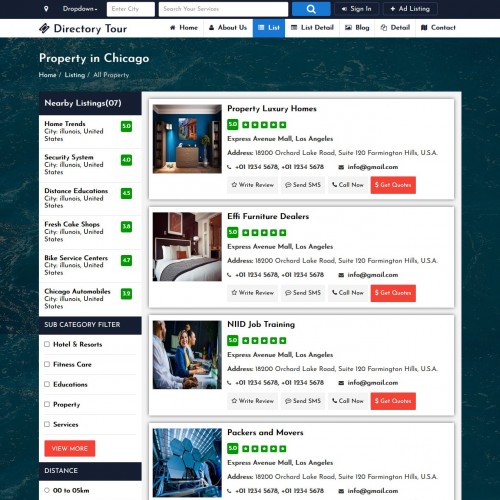 Dropdown
Enter City
Search Your Services
Sign In
Ad Listing
Directory Tour
Home
About Us
List
List Detail
Blog
Detail
Contact
Property in Chicago
Home / Listing / All Property
Nearby Listings(07)
Home Trends
5.0
City: illunois, United
States
Security System
4.0
City: illunois, United
States
Distance Educations
4.5
City: illunois, United
States
Fresh Cake Shops
3.8
City: illunois, United
States
Bike Service Centers
4.7
City: illunois, United
States
Chicago Automobiles
3.2
City: illunois, United
States
SUB CATEGORY FILTER
Hotel & Resorts
Fitness Care
Educations
Property
Services
VIEW MORE
DISTANCE
00 to 05km
Property Luxury Homes
5.0
Express Avenue Mall, Los Angeles
Address: 18200 Orchard Lake Road, Suite 120 Farmington Hills, U.S.A.
+01 1234 5678, +01 1234 5678 info@gmail.com
Write Review Send SMS Call Now $ Get Quotes
Effi Furniture Dealers
5.0
Express Avenue Mall, Los Angeles
Address: 18200 Orchard Lake Road, Suite 120 Farmington Hills, U.S.A.
+01 1234 5678, +01 1234 5678 info@gmail.com
Write Review Send SMS Call Now $ Get Quotes
NIID Job Training
5.0
Express Avenue Mall, Los Angeles
Address: 18200 Orchard Lake Road, Suite 120 Farmington Hills, U.S.A.
+01 1234 5678, +01 1234 5678 info@gmail.com
Write Review Send SMS Call Now $ Get Quotes
Packers and Movers
5.0
Express Avenue Mall, Los Angeles
Address: 18200 Orchard Lake Road, Suite 120 Farmington Hills, U.S.A.
+01 1234 5678, +01 1234 5678 info@gmail.com